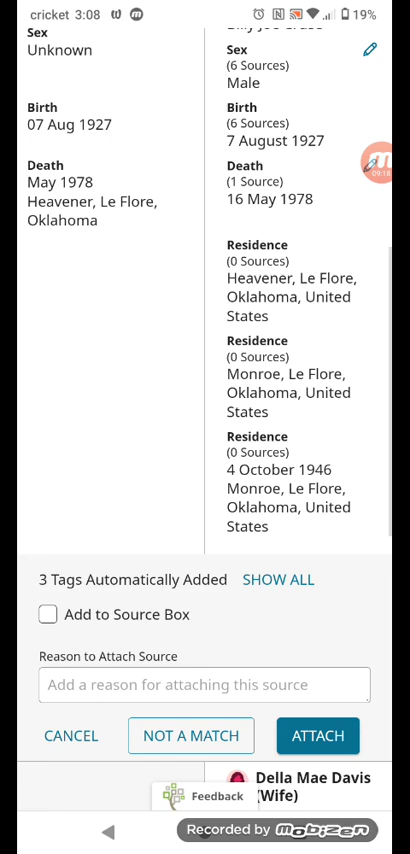 cricket 3:08
19%
Sex
Unknown
Birth
07 Aug 1927
Death
May 1978
Heavener, Le Flore,
Oklahoma
Sex
(6 Sources)
Male
Birth
(6 Sources)
7 August 1927
Death
(1 Source)
16 May 1978
09:18
Residence
(0 Sources)
Heavener, Le Flore,
Oklahoma, United
States
Residence
(0 Sources)
Monroe, Le Flore,
Oklahoma, United
States
Residence
(0 Sources)
4 October 1946
Monroe, Le Flore,
Oklahoma, United
States
3 Tags Automatically Added SHOW ALL
Add to Source Box
Reason to Attach Source
Add a reason for attaching this source
CANCEL NOT A MATCH ATTACH
Della Mae Davis
(Wife)
Feedback
Recorded by mobizen